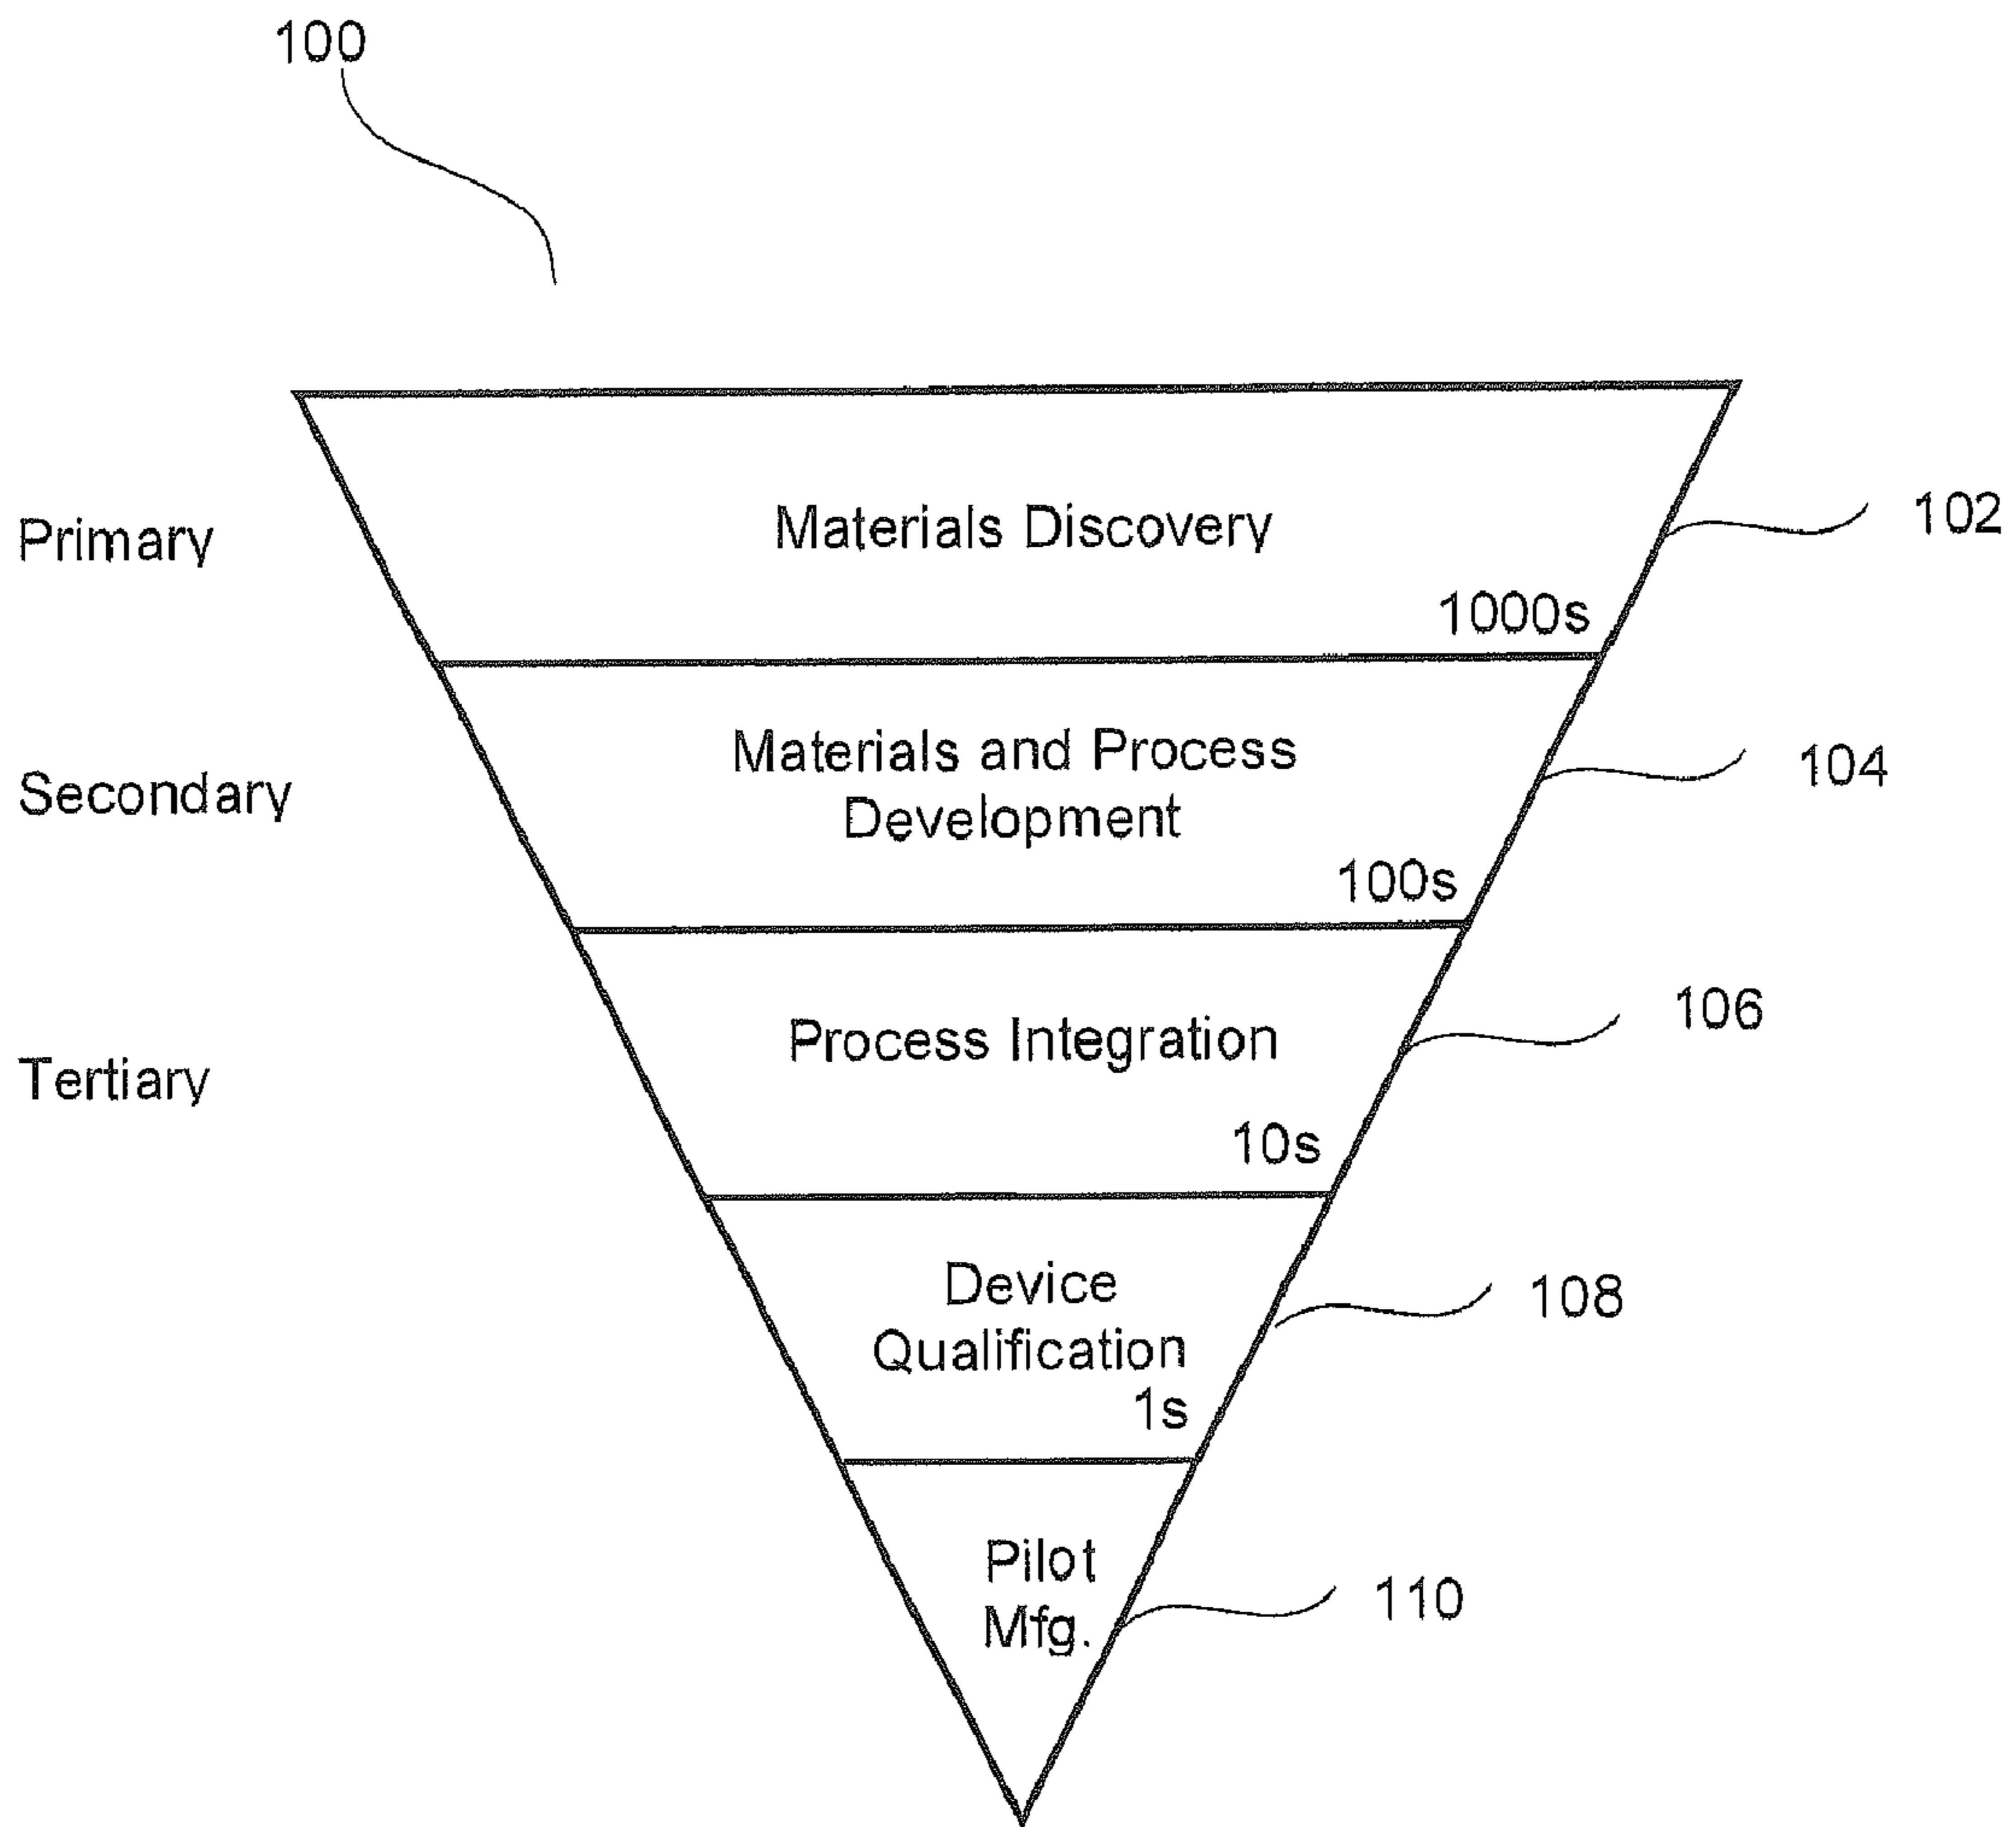 100
Primary
Materials Discovery
102
1000s
Secondary
Materials and Process
Development
104
100s
Tertiary
Process Integration
106
10s
Device
Qualification
108
1s
Pilot
Mfg.
110